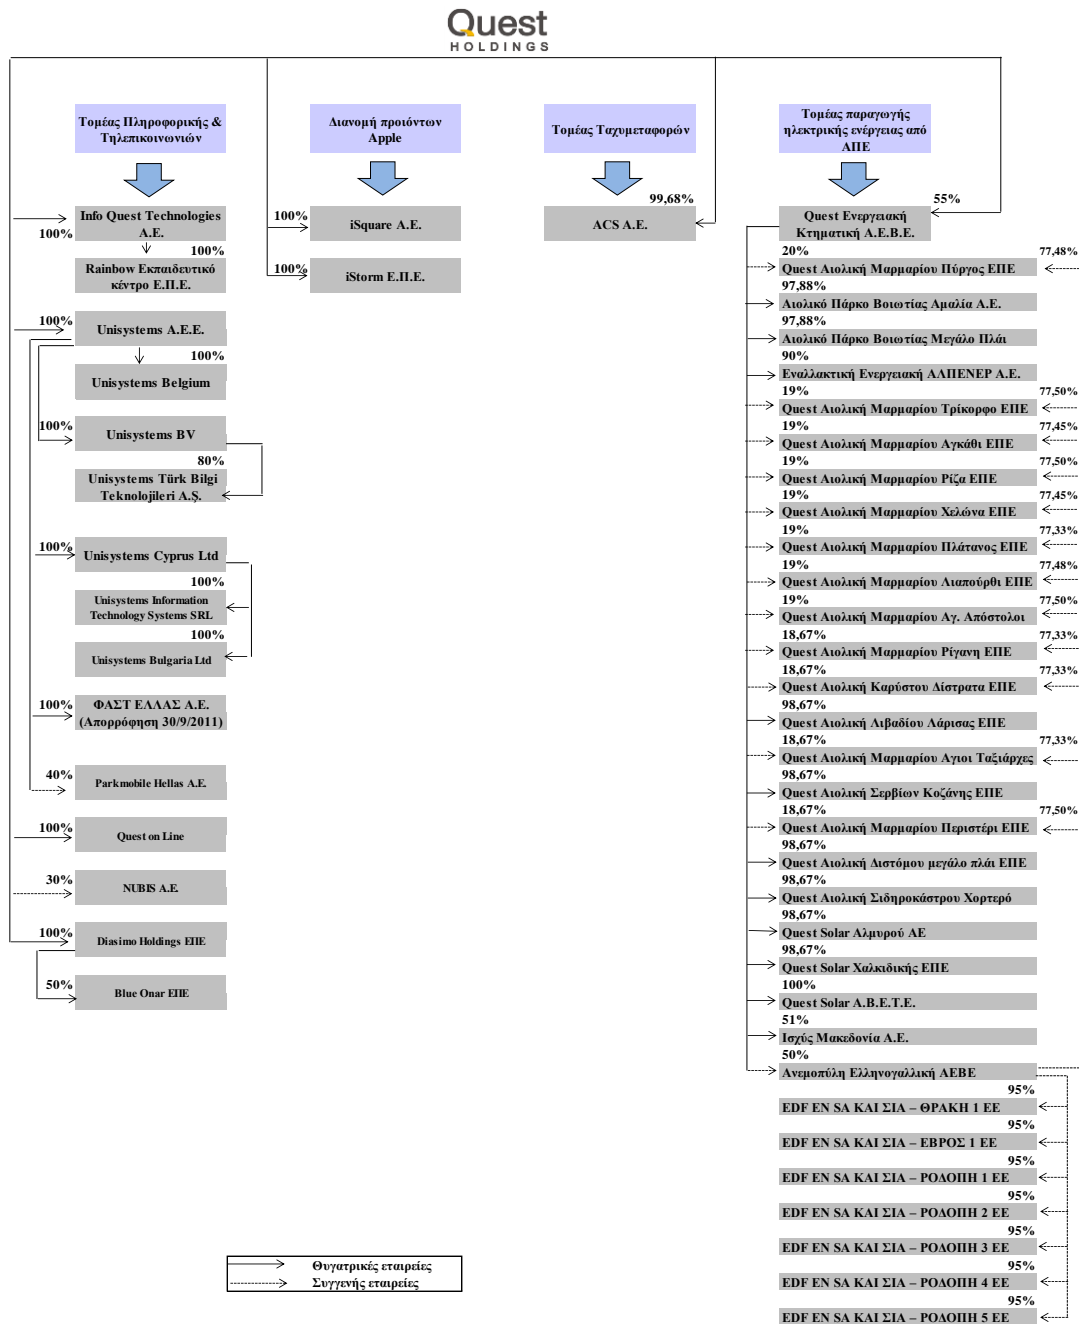 Quest
HOLDINGS
Τομέας Πληροφορικής &
Τηλεπικοινωνιών
100%
Info Quest Technologies
Α.Ε.
100%
Rainbow Εκπαιδευτικό
κέντρο Ε.Π.Ε.
100%
Unisystems Α.Ε.Ε.
100%
Unisystems Belgium
100%
Unisystems BV
80%
Unisystems Türk Bilgi
Teknolojileri A.Ş.
100%
Unisystems Cyprus Ltd
100%
Unisystems Information
Technology Systems SRL
100%
Unisystems Bulgaria Ltd
100%
ΦΑΣΤ ΕΛΛΑΣ Α.Ε.
(Απορρόφηση 30/9/2011)
40%
Parkmobile Hellas Α.Ε.
100%
Quest on Line
30%
NUBIS Α.Ε.
100%
Diasimo Holdings ΕΠΕ
50%
Blue Onar ΕΠΕ
Διανομή προιόντων
Apple
100%
iSquare Α.Ε.
100%
iStorm Ε.Π.Ε.
Τομέας Ταχυμεταφορών
99,68%
ACS Α.Ε.
Τομέας παραγωγής
ηλεκτρικής ενέργειας από
ΑΠΕ
55%
Quest Ενεργειακή
Κτηματική Α.Ε.Β.Ε.
20%
77,48%
Quest Αιολική Μαρμαρίου Πύργος ΕΠΕ
97,88%
Αιολικό Πάρκο Βοιωτίας Αμαλία Α.Ε.
97,88%
Αιολικό Πάρκο Βοιωτίας Μεγάλο Πλάι
90%
Εναλλακτική Ενεργειακή ΑΛΠΕΝΕΡ Α.Ε.
19%
77,50%
Quest Αιολική Μαρμαρίου Τρίκορφο ΕΠΕ
19%
77,45%
Quest Αιολική Μαρμαρίου Αγκάθι ΕΠΕ
19%
77,50%
Quest Αιολική Μαρμαρίου Ρίζα ΕΠΕ
19%
77,45%
Quest Αιολική Μαρμαρίου Χελώνα ΕΠΕ
19%
77,33%
Quest Αιολική Μαρμαρίου Πλάτανος ΕΠΕ
19%
77,48%
Quest Αιολική Μαρμαρίου Λιαπούρθι ΕΠΕ
19%
77,50%
Quest Αιολική Μαρμαρίου Αγ. Απόστολοι
18,67%
77,33%
Quest Αιολική Μαρμαρίου Ρίγανη ΕΠΕ
18,67%
77,33%
Quest Αιολική Καρύστου Δίστρατα ΕΠΕ
98,67%
Quest Αιολική Λιβαδίου Λάρισας ΕΠΕ
18,67%
77,33%
Quest Αιολική Μαρμαρίου Αγιοι Ταξιάρχες
98,67%
Quest Αιολική Σερβίων Κοζάνης ΕΠΕ
18,67%
77,50%
Quest Αιολική Μαρμαρίου Περιστέρι ΕΠΕ
98,67%
Quest Αιολική Διστόμου μεγάλο πλάι ΕΠΕ
98,67%
Quest Αιολική Σιδηροκάστρου Χορτερό
98,67%
Quest Solar Αλμυρού ΑΕ
98,67%
Quest Solar Χαλκιδικής ΕΠΕ
100%
Quest Solar Α.Β.Ε.Τ.Ε.
51%
Ισχύς Μακεδονία Α.Ε.
50%
Ανεμοπύλη Ελληνογαλλική ΑΕΒΕ
95%
EDF EN SA ΚΑΙ ΣΙΑ – ΘΡΑΚΗ 1 ΕΕ
95%
EDF EN SA ΚΑΙ ΣΙΑ – ΕΒΡΟΣ 1 ΕΕ
95%
EDF EN SA ΚΑΙ ΣΙΑ – ΡΟΔΟΠΗ 1 ΕΕ
95%
EDF EN SA ΚΑΙ ΣΙΑ – ΡΟΔΟΠΗ 2 ΕΕ
95%
EDF EN SA ΚΑΙ ΣΙΑ – ΡΟΔΟΠΗ 3 ΕΕ
95%
EDF EN SA ΚΑΙ ΣΙΑ – ΡΟΔΟΠΗ 4 ΕΕ
95%
EDF EN SA ΚΑΙ ΣΙΑ – ΡΟΔΟΠΗ 5 ΕΕ
Θυγατρικές εταιρείες
Συγγενής εταιρείες